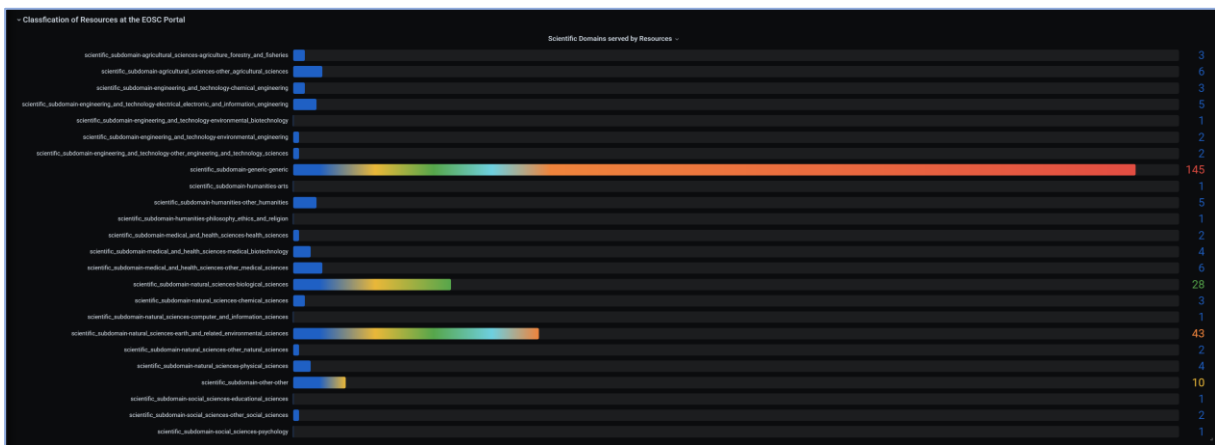 Classfication of Resources at the EOSC Portal
Scientific Domains served by Resources
scientific_subdomain-agricultural_sciences-agriculture_forestry_and_fisheries 3
scientific_subdomain-agricultural_sciences-other_agricultural_sciences 6
scientific_subdomain-engineering_and_technology-chemical_engineering 3
scientific_subdomain-engineering_and_technology-electrical_electronic_and_information_engineering 5
scientific_subdomain-engineering_and_technology-environmental_biotechnology 1
scientific_subdomain-engineering_and_technology-environmental_engineering 2
scientific_subdomain-engineering_and_technology-other_engineering_and_technology_sciences 2
scientific_subdomain-generic-generic 145
scientific_subdomain-humanities-arts 1
scientific_subdomain-humanities-other_humanities 5
scientific_subdomain-humanities-philosophy_ethics_and_religion 1
scientific_subdomain-medical_and_health_sciences-health_sciences 2
scientific_subdomain-medical_and_health_sciences-medical_biotechnology 4
scientific_subdomain-medical_and_health_sciences-other_medical_sciences 6
scientific_subdomain-natural_sciences-biological_sciences 28
scientific_subdomain-natural_sciences-chemical_sciences 3
scientific_subdomain-natural_sciences-computer_and_information_sciences 1
scientific_subdomain-natural_sciences-earth_and_related_environmental_sciences 43
scientific_subdomain-natural_sciences-other_natural_sciences 2
scientific_subdomain-natural_sciences-physical_sciences 4
scientific_subdomain-other-other 10
scientific_subdomain-social_sciences-educational_sciences 1
scientific_subdomain-social_sciences-other_social_sciences 2
scientific_subdomain-social_sciences-psychology 1